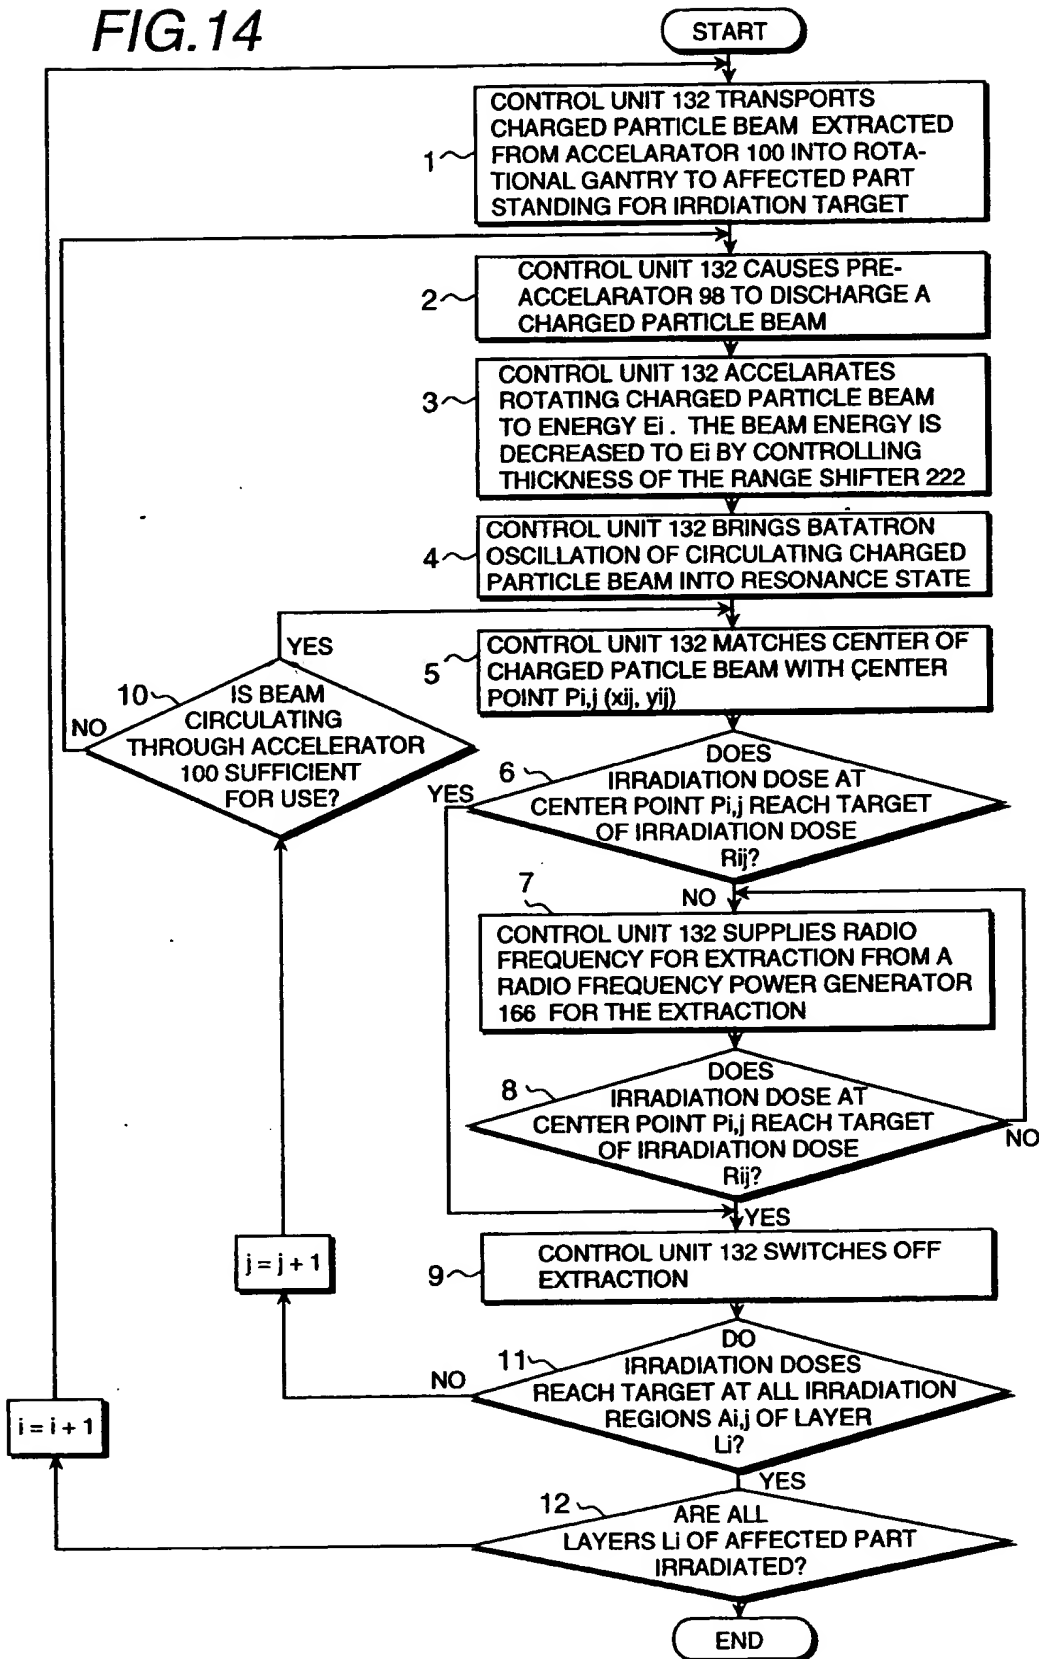 FIG.14
START
1
CONTROL UNIT 132 TRANSPORTS
CHARGED PARTICLE BEAM EXTRACTED
FROM ACCELARATOR 100 INTO ROTA-
TIONAL GANTRY TO AFFECTED PART
STANDING FOR IRRDIATION TARGET
2
CONTROL UNIT 132 CAUSES PRE-
ACCELARATOR 98 TO DISCHARGE A
CHARGED PARTICLE BEAM
3
CONTROL UNIT 132 ACCELARATES
ROTATING CHARGED PARTICLE BEAM
TO ENERGY Ei. THE BEAM ENERGY IS
DECREASED TO Ei BY CONTROLLING
THICKNESS OF THE RANGE SHIFTER 222
4
CONTROL UNIT 132 BRINGS BATATRON
OSCILLATION OF CIRCULATING CHARGED
PARTICLE BEAM INTO RESONANCE STATE
5
CONTROL UNIT 132 MATCHES CENTER OF
CHARGED PATICLE BEAM WITH CENTER
POINT Pi,j (xij, yij)
YES
10
NO
IS BEAM
CIRCULATING
THROUGH ACCELERATOR
100 SUFFICIENT
FOR USE?
6
YES
DOES
IRRADIATION DOSE AT
CENTER POINT Pi,j REACH TARGET
OF IRRADIATION DOSE
Rij?
NO
7
CONTROL UNIT 132 SUPPLIES RADIO
FREQUENCY FOR EXTRACTION FROM A
RADIO FREQUENCY POWER GENERATOR
166 FOR THE EXTRACTION
8
DOES
IRRADIATION DOSE AT
CENTER POINT Pi,j REACH TARGET
OF IRRADIATION DOSE
Rij?
NO
YES
9
CONTROL UNIT 132 SWITCHES OFF
EXTRACTION
j = j + 1
11
NO
DO
IRRADIATION DOSES
REACH TARGET AT ALL IRRADIATION
REGIONS Ai,j OF LAYER
Li?
YES
i = i + 1
12
ARE ALL
LAYERS Li OF AFFECTED PART
IRRADIATED?
END